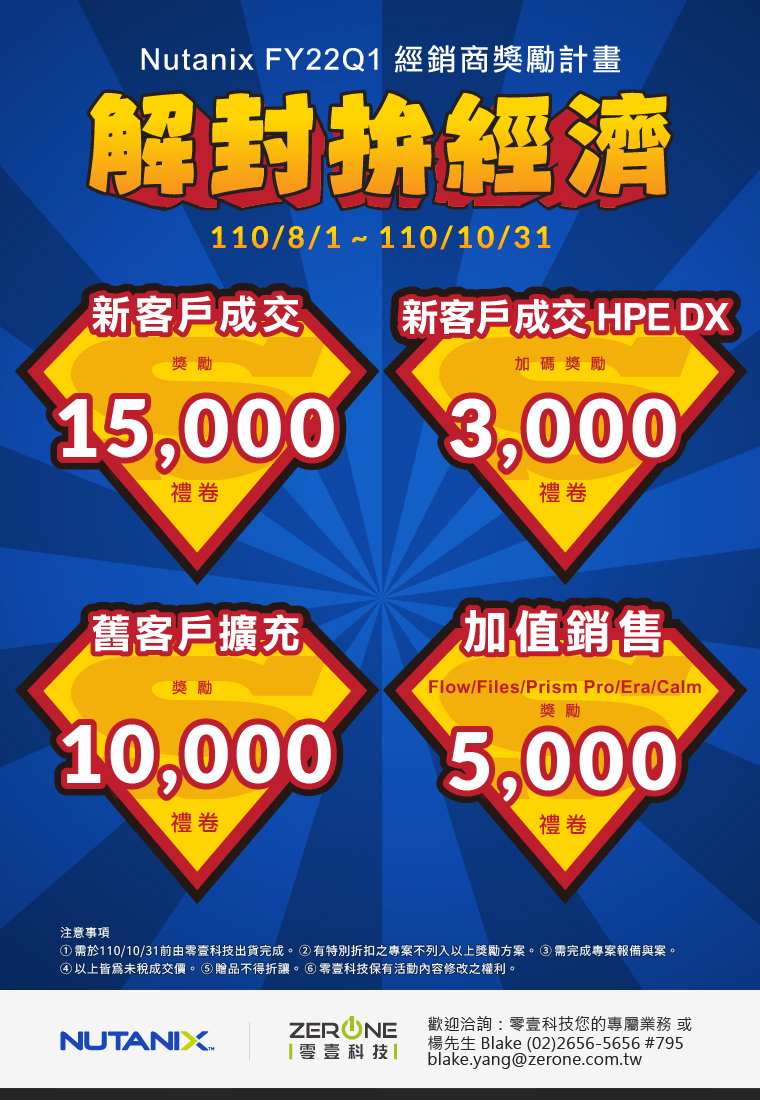 Nutanix FY22Q1 經銷商獎勵計畫
解封拚經濟
110/8/1 ~ 110/10/31
新客戶成交
獎勵
15,000
禮卷
新客戶成交 HPE DX
加碼獎勵
3,000
禮卷
舊客戶擴充
獎勵
10,000
禮卷
加值銷售
Flow/Files/Prism Pro/Era/Calm
獎勵
5,000
禮卷
注意事項
①需於110/10/31前由零壹科技出貨完成。②有特別折扣之專案不列入以上獎勵方案。③需完成專案報備與案。
④以上皆為未稅成交價。⑤贈品不得折讓。⑥零壹科技保有活動內容修改之權利。
NUTANIX™
ZERONE
零壹科技
歡迎洽詢：零壹科技您的專屬業務 或
楊先生 Blake (02)2656-5656 #795
blake.yang@zerone.com.tw